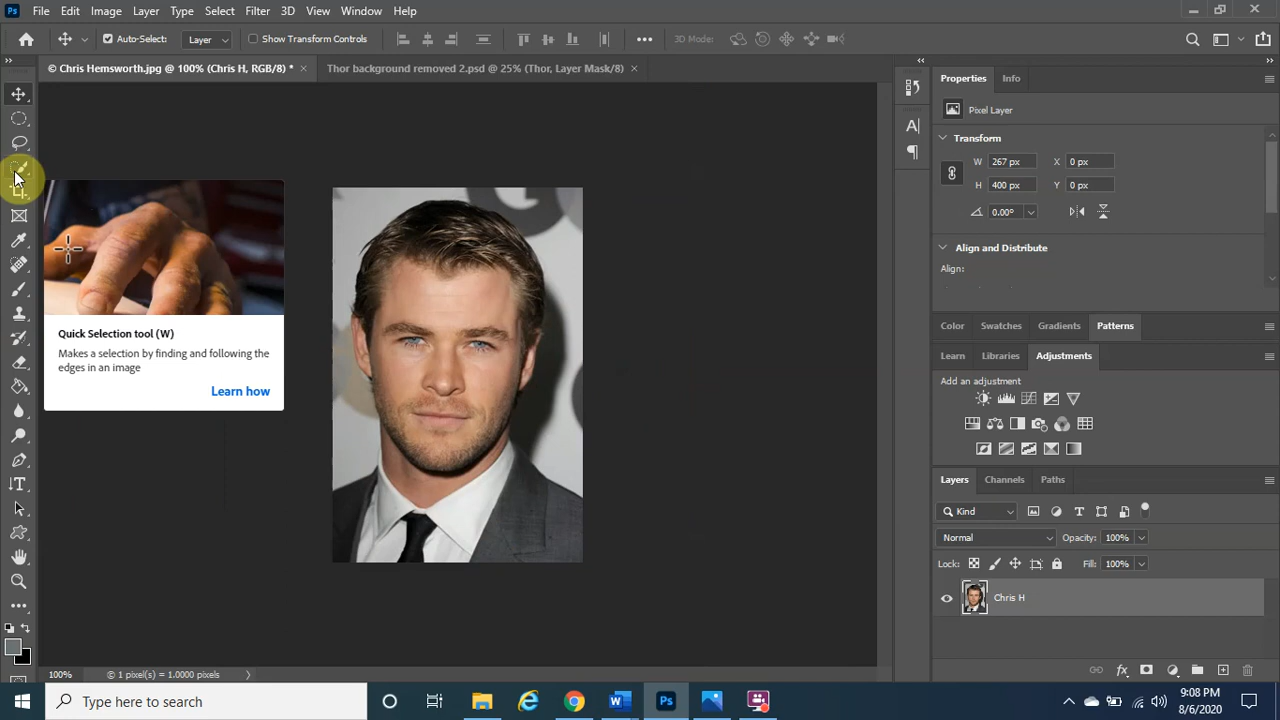 Ps File Edit Image Layer Type Select Filter 3D View Window Help
Auto-Select: Layer Show Transform Controls 3D Mode:
© Chris Hemsworth.jpg @ 100% (Chris H, RGB/8) * Thor background removed 2.psd @ 25% (Thor, Layer Mask/8)
Properties Info
Pixel Layer
Transform
W 267 px X 0 px
H 400 px Y 0 px
0.00°
Align and Distribute
Align:
Quick Selection tool (W)
Makes a selection by finding and following the
edges in an image
Learn how
Color Swatches Gradients Patterns
Learn Libraries Adjustments
Add an adjustment
Layers Channels Paths
Kind
Normal Opacity: 100%
Lock: Fill: 100%
Chris H
100% © 1 pixel(s) = 1.0000 pixels
Type here to search
9:08 PM
8/6/2020